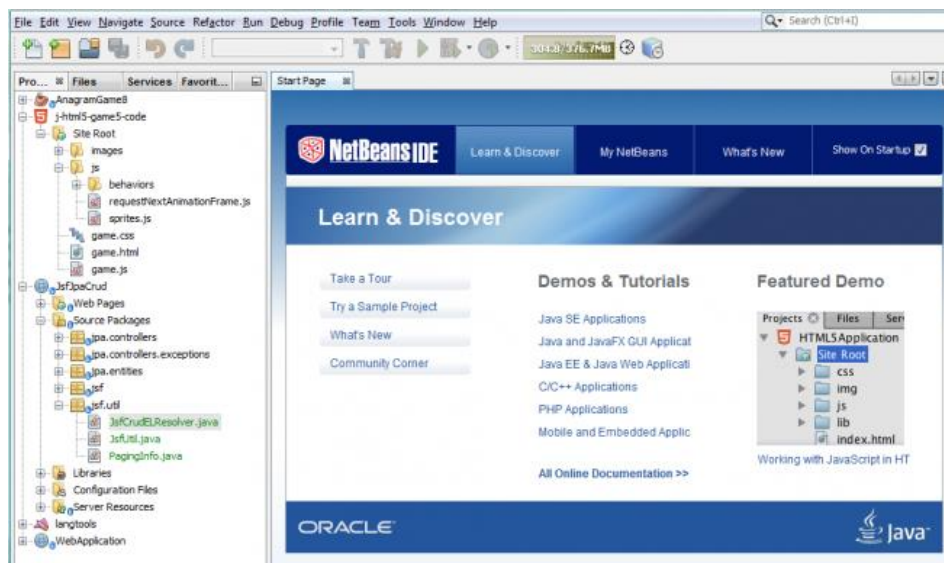 File Edit View Navigate Source Refactor Run Debug Profile Team Tools Window Help
Search (Ctrl+I)
304.8/376.7MB
Pro... Files Services Favorit...
Start Page
AnagramGame8
j-html5-game5-code
Site Root
images
js
behaviors
requestNextAnimationFrame.js
sprites.js
game.css
game.html
game.js
JsfJpaCrud
Web Pages
Source Packages
jpa.controllers
jpa.controllers.exceptions
jpa.entities
jsf
jsf.util
JsfCrudELResolver.java
JsfUtil.java
PagingInfo.java
Libraries
Configuration Files
Server Resources
langtools
WebApplication
NetBeans IDE
Learn & Discover
My NetBeans
What's New
Show On Startup
Learn & Discover
Take a Tour
Try a Sample Project
What's New
Community Corner
Demos & Tutorials
Java SE Applications
Java and JavaFX GUI Applicat
Java EE & Java Web Applicati
C/C++ Applications
PHP Applications
Mobile and Embedded Applic
All Online Documentation >>
Featured Demo
Projects Files Ser
HTML5Application
Site Root
css
img
js
lib
index.html
Working with JavaScript in HT
ORACLE
Java